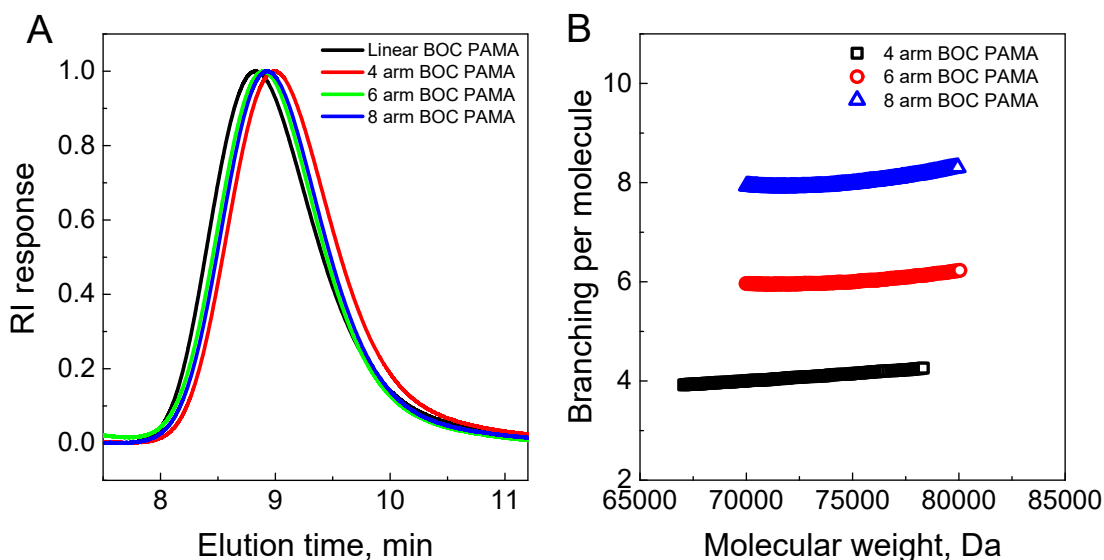 A
Linear BOC PAMA
4 arm BOC PAMA
6 arm BOC PAMA
8 arm BOC PAMA
1.0
0.8
0.6
0.4
0.2
0.0
RI response
8
9
10
11
Elution time, min
B
4 arm BOC PAMA
6 arm BOC PAMA
8 arm BOC PAMA
10
8
6
4
2
Branching per molecule
65000
70000
75000
80000
85000
Molecular weight, Da